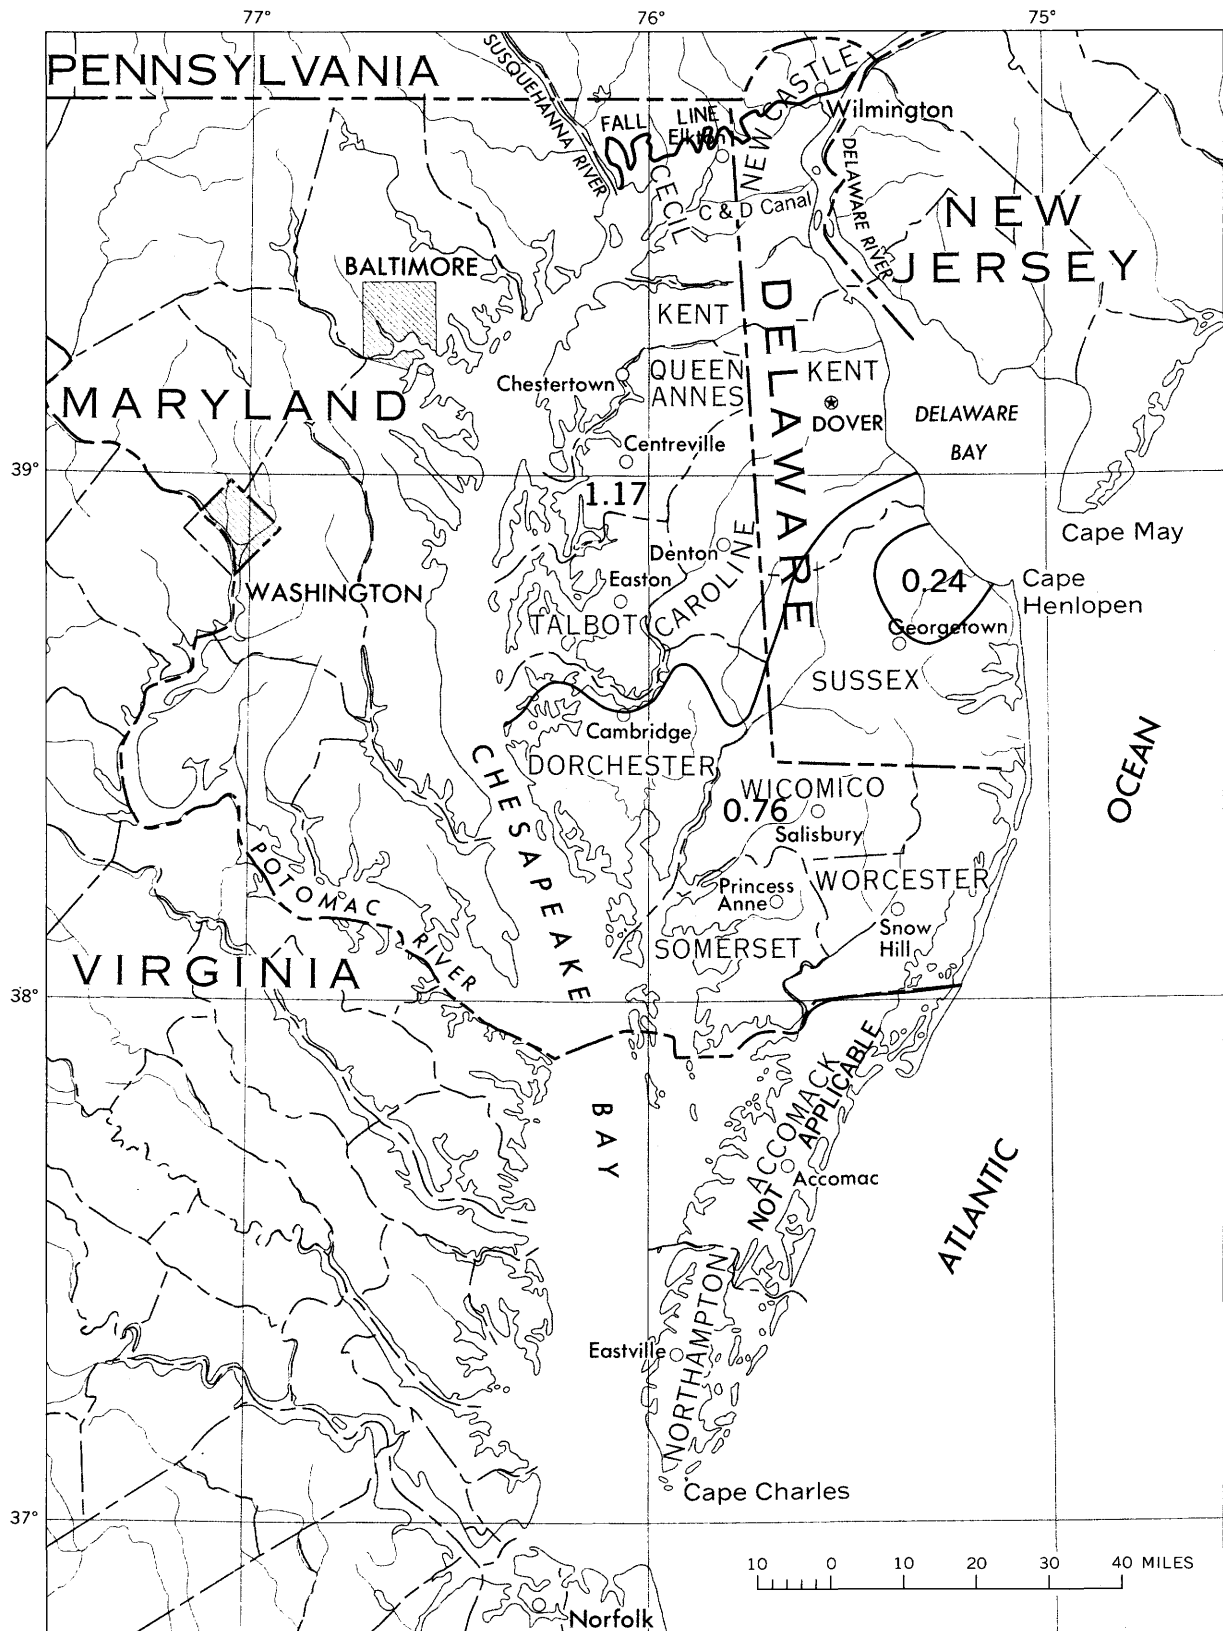 77°
76°
75°
PENNSYLVANIA
SUSQUEHANNA RIVER
FALL LINE
Elkton
NEW CASTLE
Wilmington
CECIL
C & D Canal
DELAWARE RIVER
NEW
JERSEY
BALTIMORE
KENT
DELAWARE
MARYLAND
Chestertown
QUEEN
ANNES
KENT
DOVER
DELAWARE
BAY
Centreville
39°
1.17
Cape May
Denton
CAROLINE
Easton
WASHINGTON
TALBOT
0.24
Cape
Henlopen
Georgetown
SUSSEX
Cambridge
DORCHESTER
CHESAPEAKE
BAY
WICOMICO
0.76
Salisbury
OCEAN
POTOMAC
RIVER
Princess
Anne
WORCESTER
Snow
Hill
SOMERSET
VIRGINIA
38°
ACCOMACK
NOT APPLICABLE
Accomac
ATLANTIC
NORTHAMPTON
Eastville
Cape Charles
37°
10 0 10 20 30 40 MILES
Norfolk